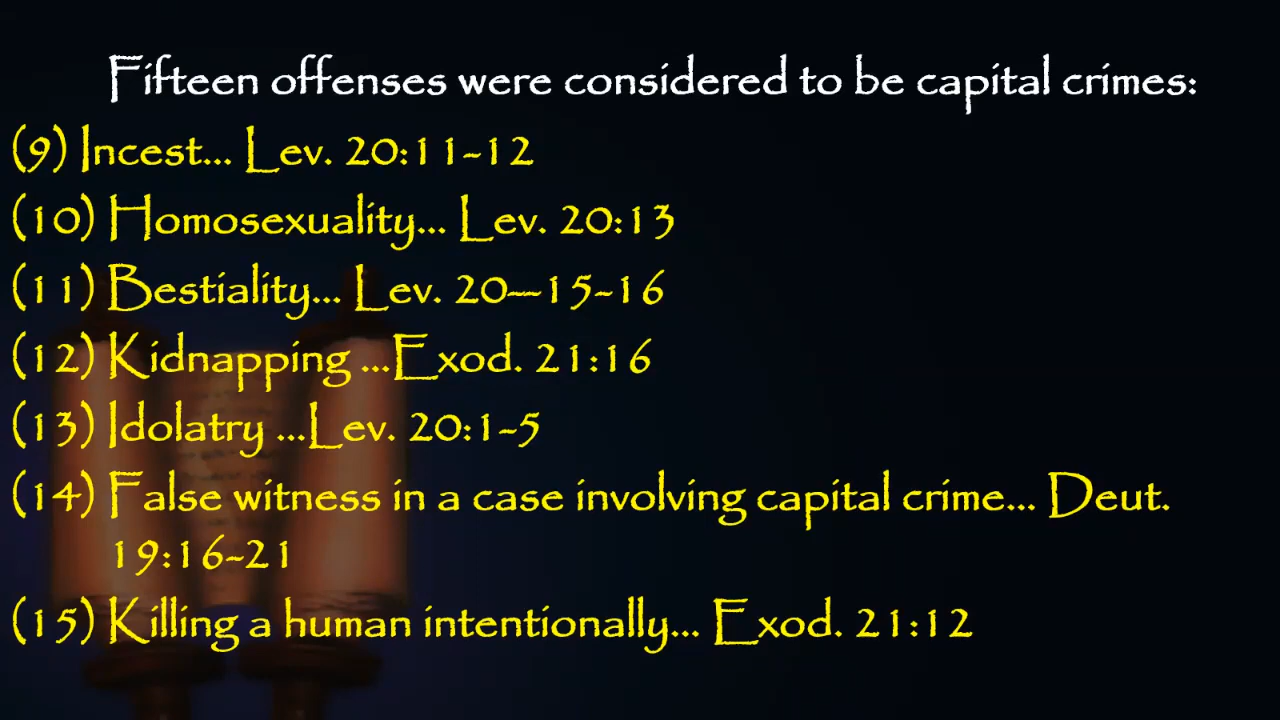 Fifteen offenses were considered to be capital crimes:
(9) Incest... Lev. 20:11-12
(10) Homosexuality... Lev. 20:13
(11) Bestiality... Lev. 20—15-16
(12) Kidnapping ...Exod. 21:16
(13) Idolatry ...Lev. 20:1-5
(14) False witness in a case involving capital crime... Deut.
19:16-21
(15) Killing a human intentionally... Exod. 21:12